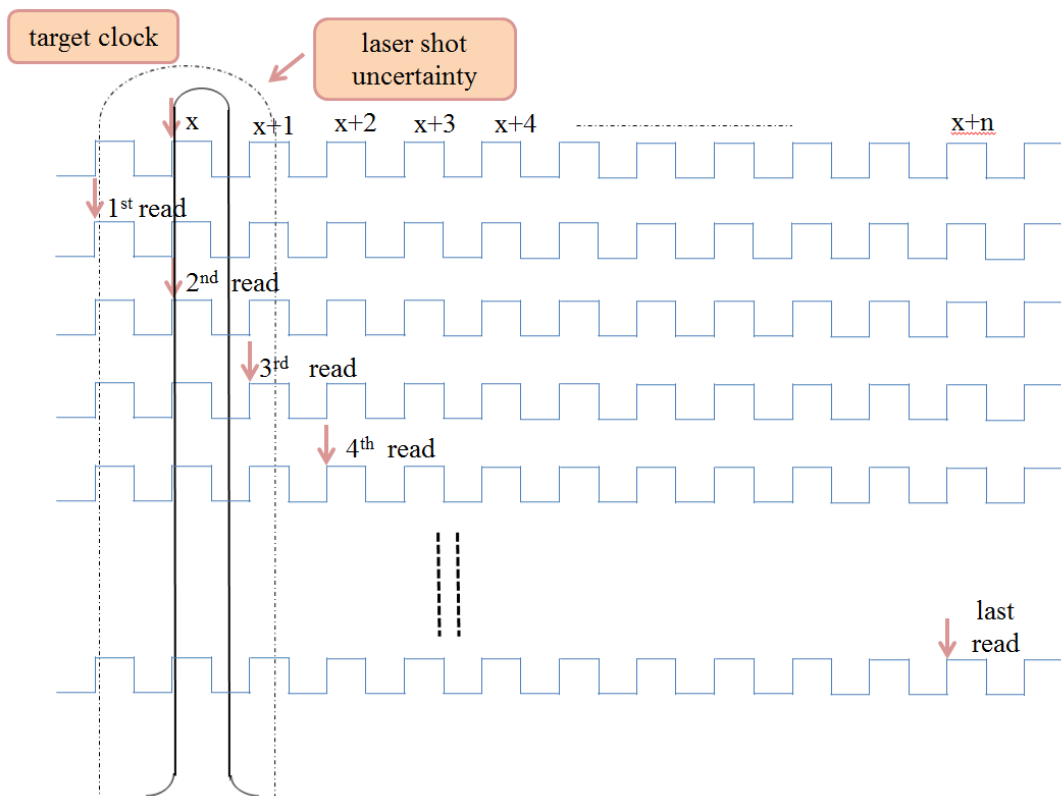 target clock
laser shot
uncertainty
x x+1 x+2 x+3 x+4 x+n
1st read
2nd read
3rd read
4th read
last
read